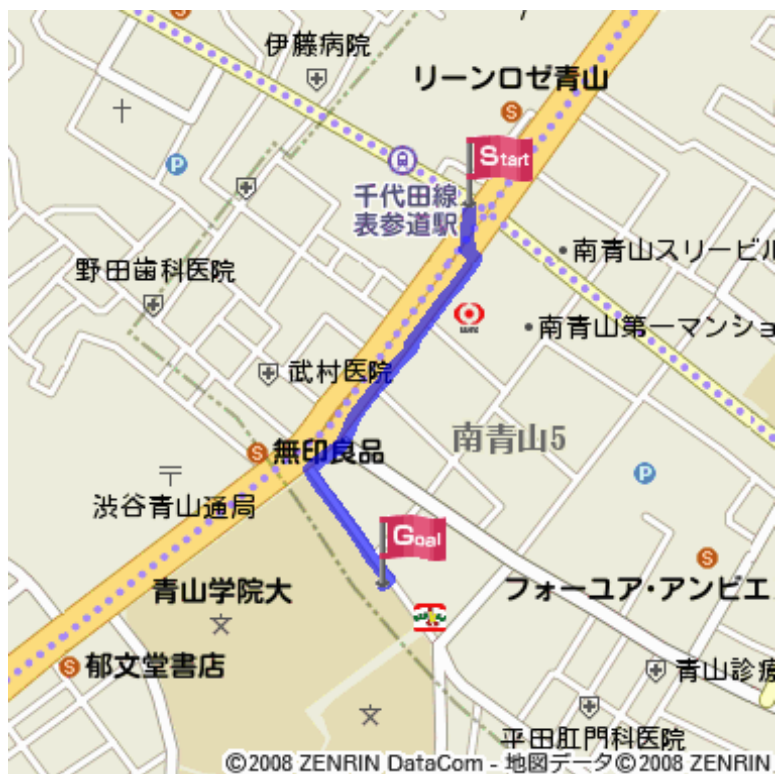 伊藤病院
リーンロゼ青山
Start
千代田線
表参道駅
P
野田歯科医院
南青山スリービル
南青山第一マンショ
武村医院
無印良品
南青山5
P
渋谷青山通局
Goal
青山学院大
フォーユア・アンビエ
郁文堂書店
青山診療
平田肛門科医院
©2008 ZENRIN DataCom - 地図データ©2008 ZENRIN